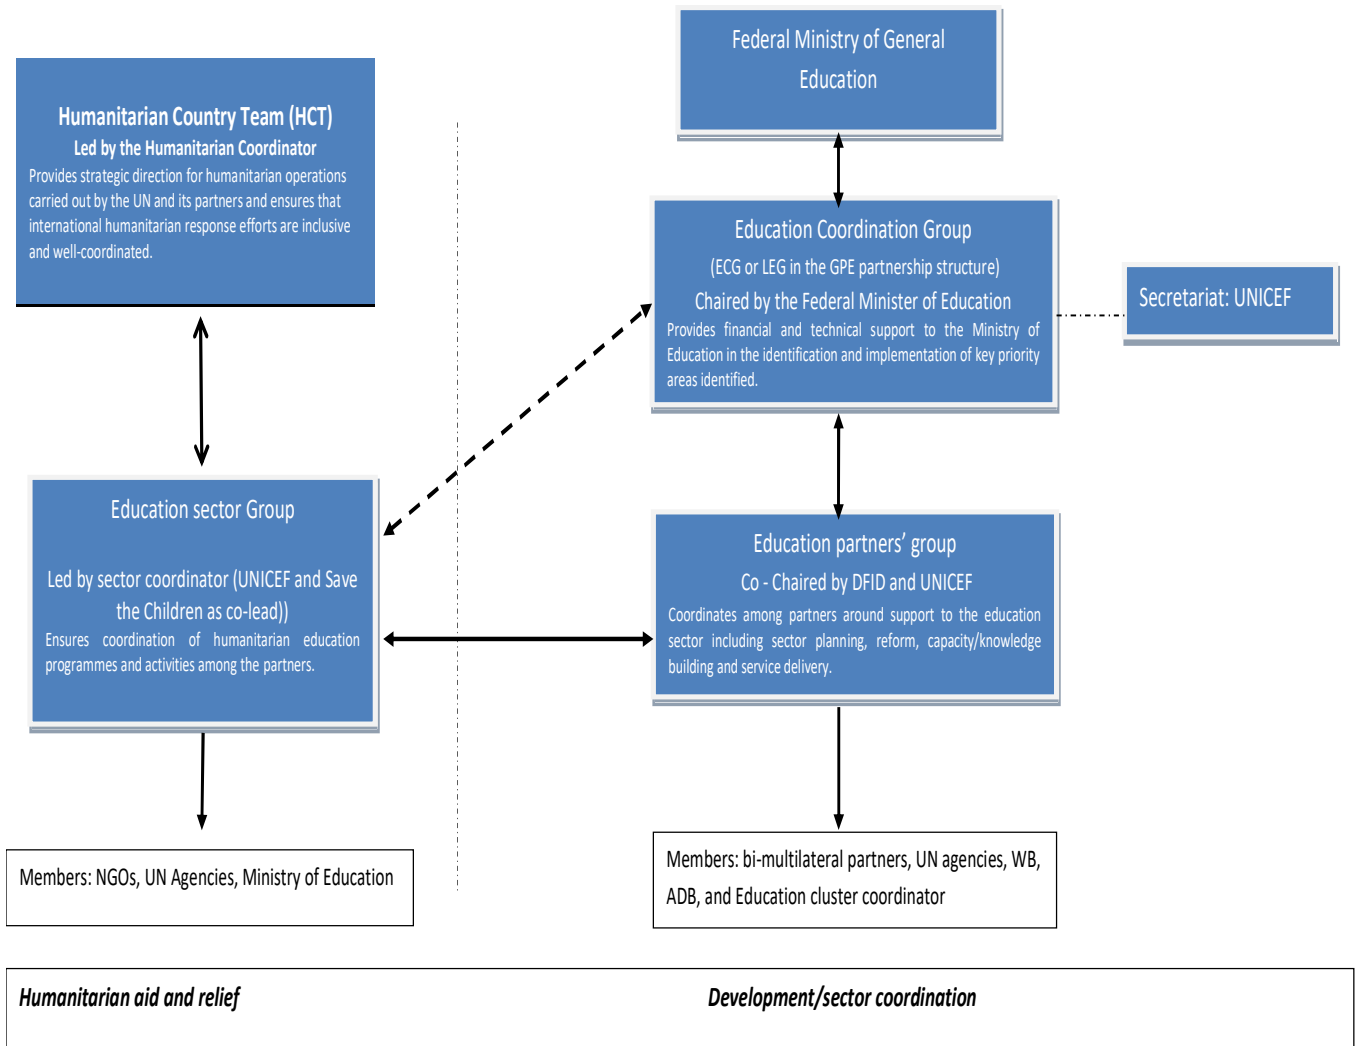 Federal Ministry of General
Education
Humanitarian Country Team (HCT)
Led by the Humanitarian Coordinator
Provides strategic direction for humanitarian operations
carried out by the UN and its partners and ensures that
international humanitarian response efforts are inclusive
and well-coordinated.
Education Coordination Group
(ECG or LEG in the GPE partnership structure)
Chaired by the Federal Minister of Education
Provides financial and technical support to the Ministry of
Education in the identification and implementation of key priority
areas identified.
Secretariat: UNICEF
Education sector Group
Led by sector coordinator (UNICEF and Save
the Children as co-lead))
Ensures coordination of humanitarian education
programmes and activities among the partners.
Education partners’ group
Co - Chaired by DFID and UNICEF
Coordinates among partners around support to the education
sector including sector planning, reform, capacity/knowledge
building and service delivery.
Members: NGOs, UN Agencies, Ministry of Education
Members: bi-multilateral partners, UN agencies, WB,
ADB, and Education cluster coordinator
Humanitarian aid and relief
Development/sector coordination